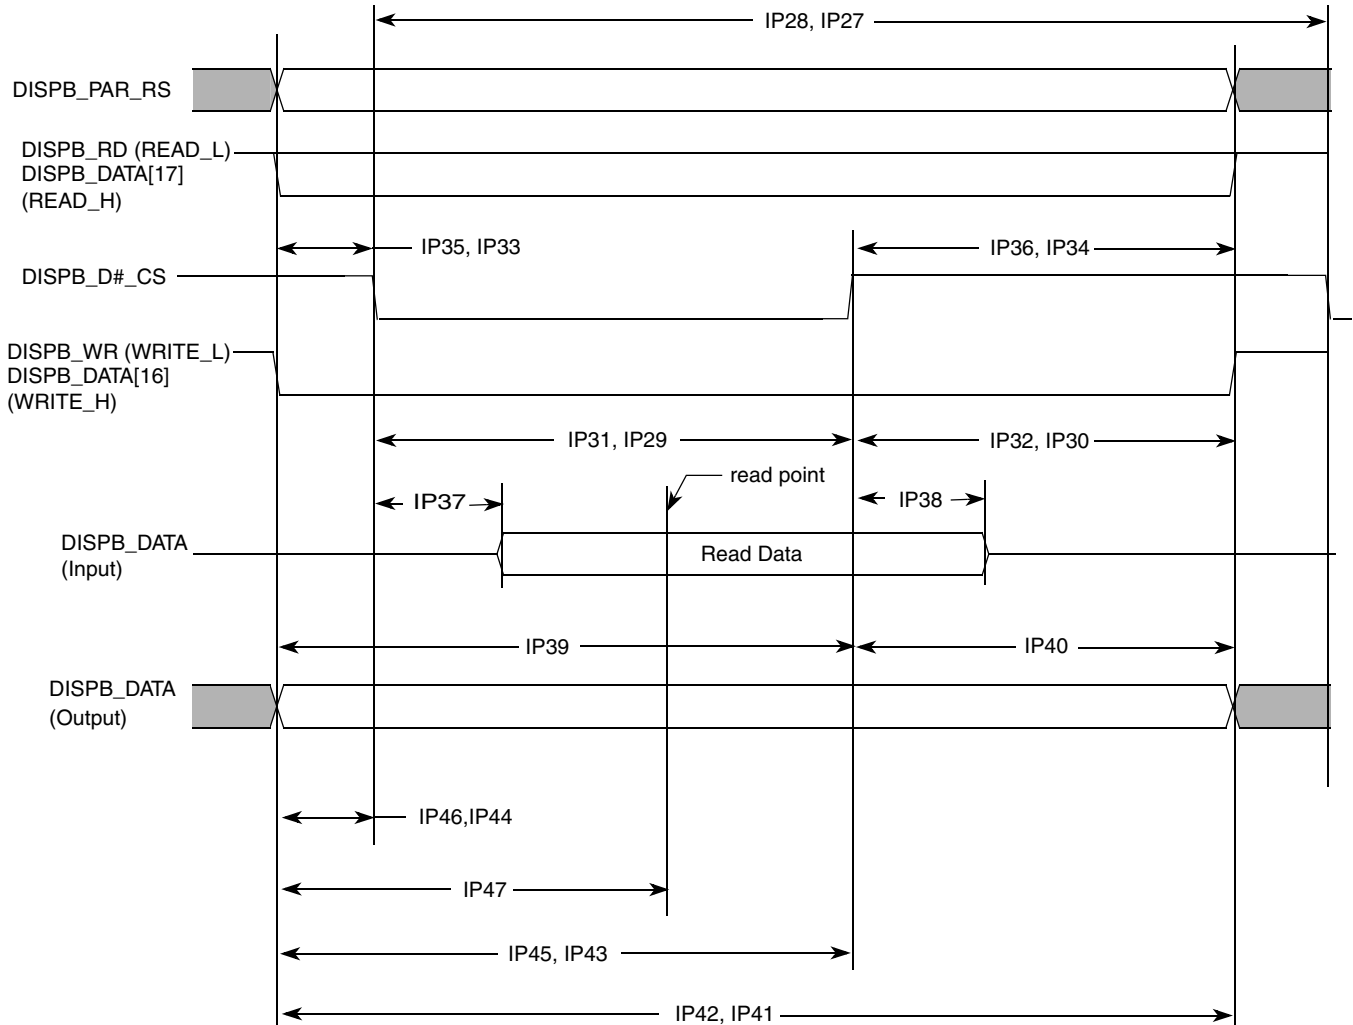 IP28, IP27
DISPB_PAR_RS
DISPB_RD (READ_L)
DISPB_DATA[17]
(READ_H)
IP35, IP33
IP36, IP34
DISPB_D#_CS
DISPB_WR (WRITE_L)
DISPB_DATA[16]
(WRITE_H)
IP31, IP29
IP32, IP30
read point
IP37
IP38
DISPB_DATA
(Input)
Read Data
IP39
IP40
DISPB_DATA
(Output)
IP46,IP44
IP47
IP45, IP43
IP42, IP41